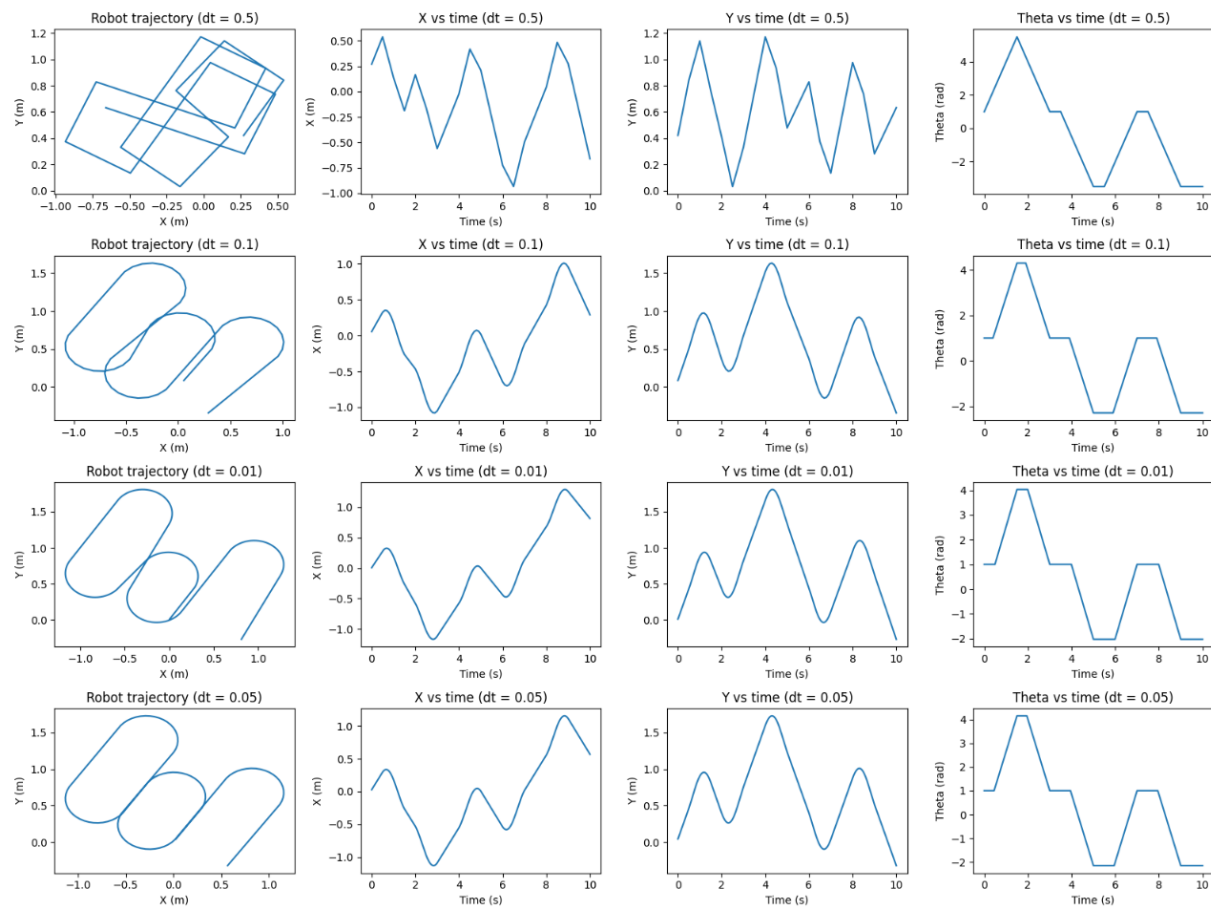 Robot trajectory (dt = 0.5)
X vs time (dt = 0.5)
Y vs time (dt = 0.5)
Theta vs time (dt = 0.5)
Y (m)
1.2
1.0
0.8
0.6
0.4
0.2
0.0
−1.00 −0.75 −0.50 −0.25 0.00 0.25 0.50
X (m)
X (m)
0.50
0.25
0.00
−0.25
−0.50
−0.75
−1.00
0 2 4 6 8 10
Time (s)
Y (m)
1.2
1.0
0.8
0.6
0.4
0.2
0.0
0 2 4 6 8 10
Time (s)
Theta (rad)
4
2
0
−2
0 2 4 6 8 10
Time (s)
Robot trajectory (dt = 0.1)
X vs time (dt = 0.1)
Y vs time (dt = 0.1)
Theta vs time (dt = 0.1)
Y (m)
1.5
1.0
0.5
0.0
−1.0 −0.5 0.0 0.5 1.0
X (m)
X (m)
1.0
0.5
0.0
−0.5
−1.0
0 2 4 6 8 10
Time (s)
Y (m)
1.5
1.0
0.5
0.0
0 2 4 6 8 10
Time (s)
Theta (rad)
4
2
0
−2
0 2 4 6 8 10
Time (s)
Robot trajectory (dt = 0.01)
X vs time (dt = 0.01)
Y vs time (dt = 0.01)
Theta vs time (dt = 0.01)
Y (m)
1.5
1.0
0.5
0.0
−1.0 −0.5 0.0 0.5 1.0
X (m)
X (m)
1.0
0.5
0.0
−0.5
−1.0
0 2 4 6 8 10
Time (s)
Y (m)
1.5
1.0
0.5
0.0
0 2 4 6 8 10
Time (s)
Theta (rad)
4
3
2
1
0
−1
−2
0 2 4 6 8 10
Time (s)
Robot trajectory (dt = 0.05)
X vs time (dt = 0.05)
Y vs time (dt = 0.05)
Theta vs time (dt = 0.05)
Y (m)
1.5
1.0
0.5
0.0
−1.0 −0.5 0.0 0.5 1.0
X (m)
X (m)
1.0
0.5
0.0
−0.5
−1.0
0 2 4 6 8 10
Time (s)
Y (m)
1.5
1.0
0.5
0.0
0 2 4 6 8 10
Time (s)
Theta (rad)
4
3
2
1
0
−1
−2
0 2 4 6 8 10
Time (s)